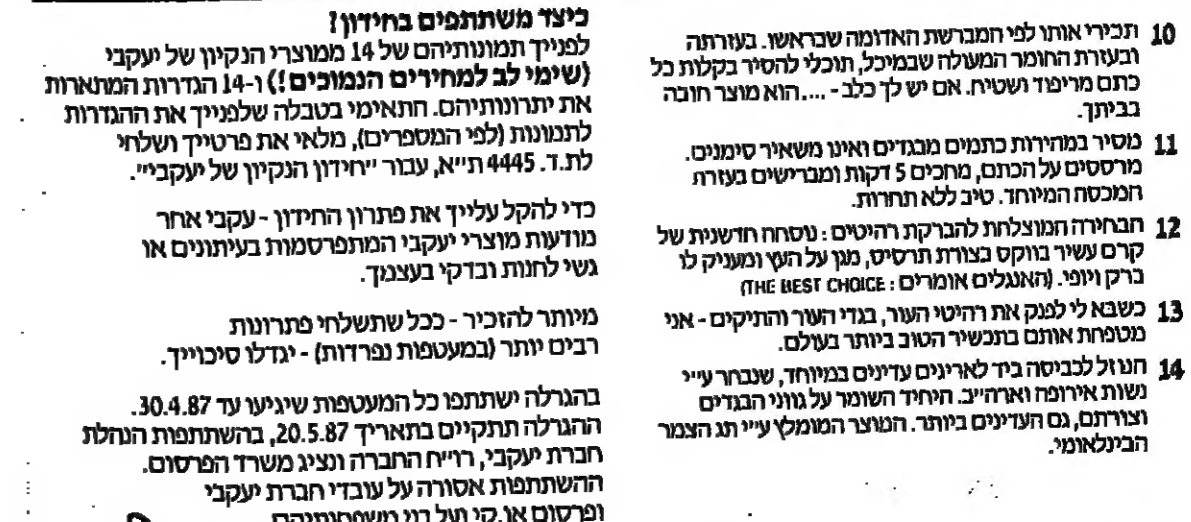 10 תכירי אותו לפי המברשת האדומה שבראשו. בעזרתה
ובעזרת החומר המעולה שבמיכל, תוכלי להסיר בקלות כל
כתם מריפוד ושטיח. אם יש לך כלב - .... הוא מוצר חובה
בביתך.
11 מסיר במהירות כתמים מבגדים ואינו משאיר סימנים.
מרססים על הכתם, מחכים 5 דקות ומברישים בעזרת
המכסה המיוחד. טיב ללא תחרות.
12 הבחירה המוצלחת להברקת רהיטים : נוסחה חדשנית של
קרם עשיר בווקס בצורת תרסיס, מגן על העץ ומעניק לו
ברק ויופי. (האנגלים אומרים : THE BEST CHOICE)
13 כשבא לי לפנק את רהיטי העור, בגדי העור והתיקים - אני
מטפחת אותם בתכשיר הטוב ביותר בעולם.
14 הנוזל לכביסה ביד לאריגים עדינים במיוחד, שנבחר ע״י
נשות אירופה וארה״ב. היחיד השומר על גווני הבגדים
וצורתם, גם העדינים ביותר. המוצר המומלץ ע״י תג הצמר
הבינלאומי.
כיצד משתתפים בחידון?
לפנייך תמונותיהם של 14 ממוצרי הנקיון של יעקבי
(שימי לב למחירים הנמוכים!) ו-14 הגדרות המתארות
את יתרונותיהם. התאימי בטבלה שלפנייך את ההגדרות
לתמונות (לפי המספרים), מלאי את פרטייך ושלחי
לת.ד. 4445 ת״א, עבור ״חידון הנקיון של יעקבי״.
כדי להקל עלייך את פתרון החידון - עקבי אחר
מודעות מוצרי יעקבי המתפרסמות בעיתונים או
גשי לחנות ובדקי בעצמך.
מיותר להזכיר - ככל שתשלחי פתרונות
רבים יותר (במעטפות נפרדות) - יגדלו סיכוייך.
בהגרלה ישתתפו כל המעטפות שיגיעו עד 30.4.87.
ההגרלה תתקיים בתאריך 20.5.87, בהשתתפות הנהלת
חברת יעקבי, רו״ח החברה ונציג משרד הפרסום.
ההשתתפות אסורה על עובדי חברת יעקבי
ופרסום או.קי ועל בני משפחותיהם